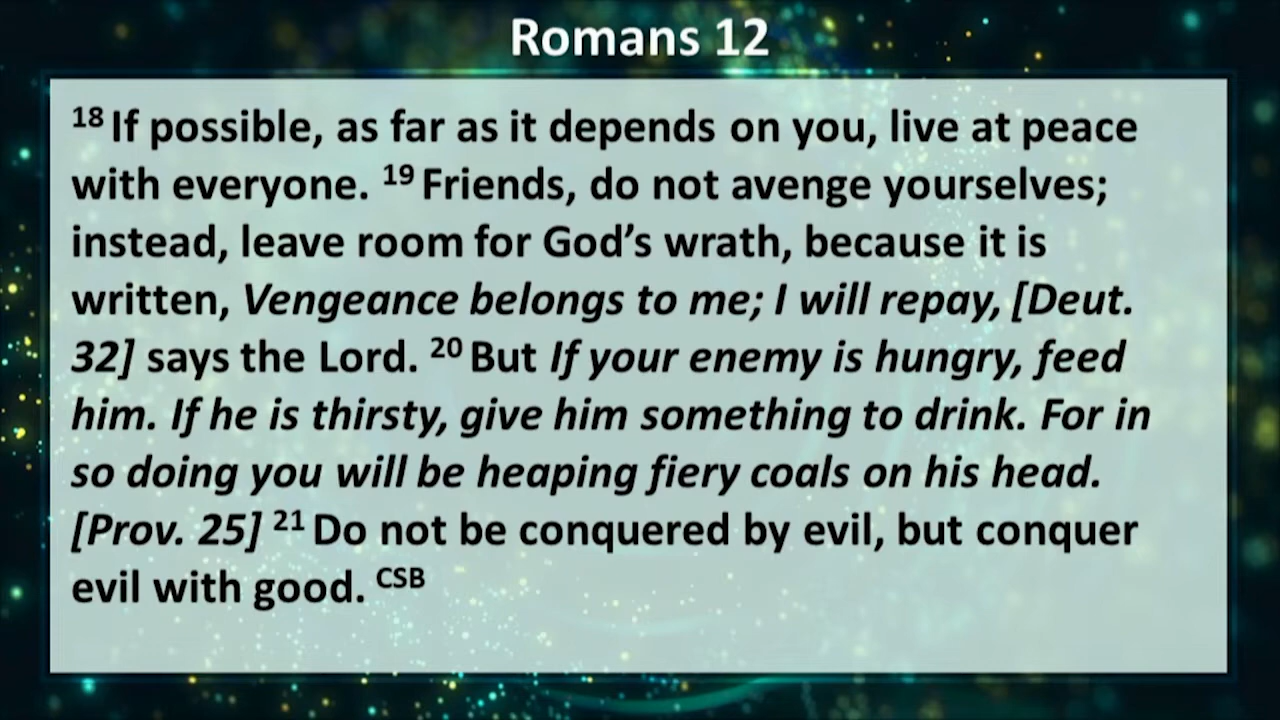 Romans 12
18 If possible, as far as it depends on you, live at peace
with everyone. 19 Friends, do not avenge yourselves;
instead, leave room for God’s wrath, because it is
written, Vengeance belongs to me; I will repay, [Deut.
32] says the Lord. 20 But If your enemy is hungry, feed
him. If he is thirsty, give him something to drink. For in
so doing you will be heaping fiery coals on his head.
[Prov. 25] 21 Do not be conquered by evil, but conquer
evil with good. CSB